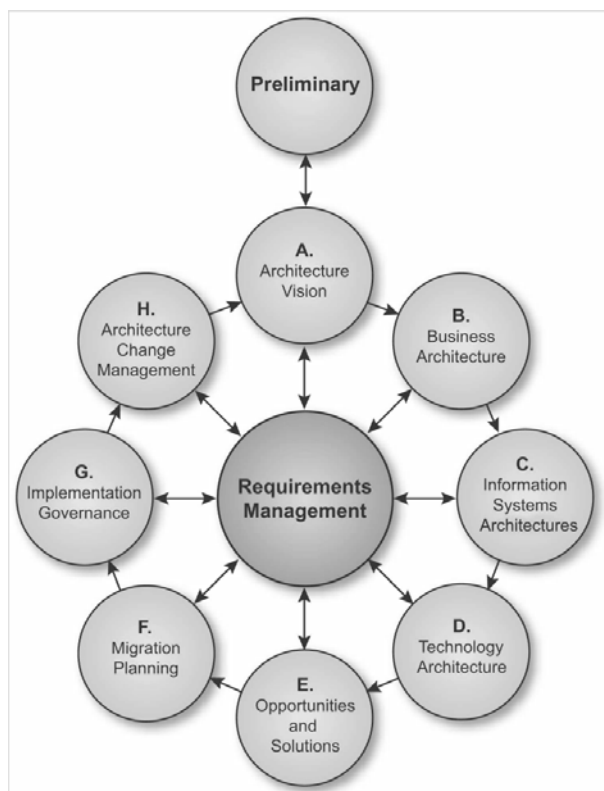 Preliminary
A.
Architecture
Vision
B.
Business
Architecture
C.
Information
Systems
Architectures
D.
Technology
Architecture
E.
Opportunities
and
Solutions
F.
Migration
Planning
G.
Implementation
Governance
H.
Architecture
Change
Management
Requirements
Management